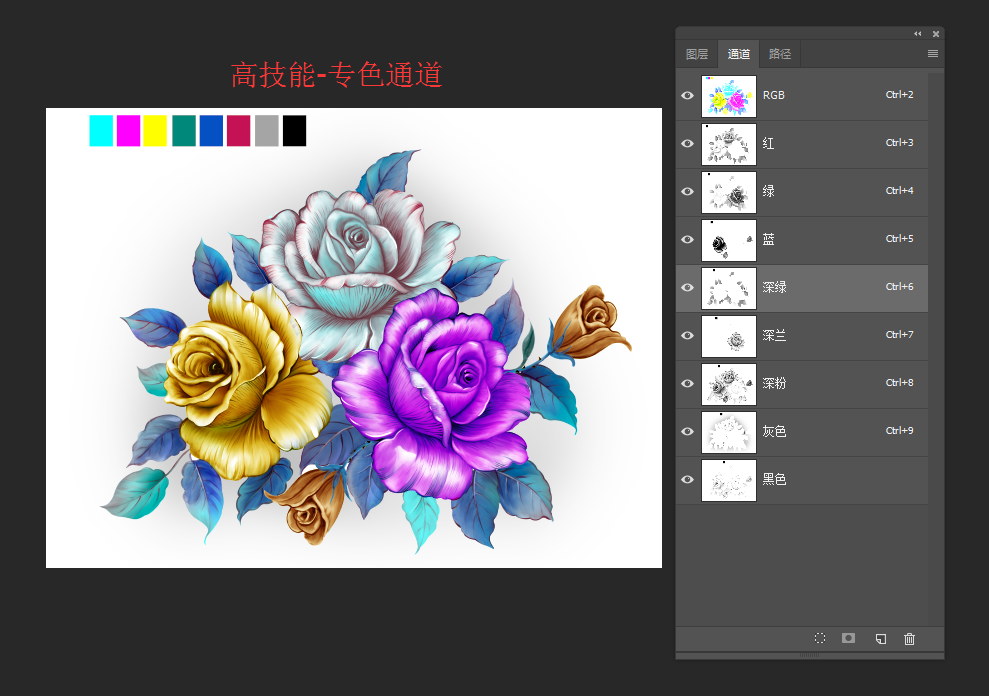 高技能-专色通道
图层 通道 路径
RGB Ctrl+2
红 Ctrl+3
绿 Ctrl+4
蓝 Ctrl+5
深绿 Ctrl+6
深兰 Ctrl+7
深粉 Ctrl+8
灰色 Ctrl+9
黑色